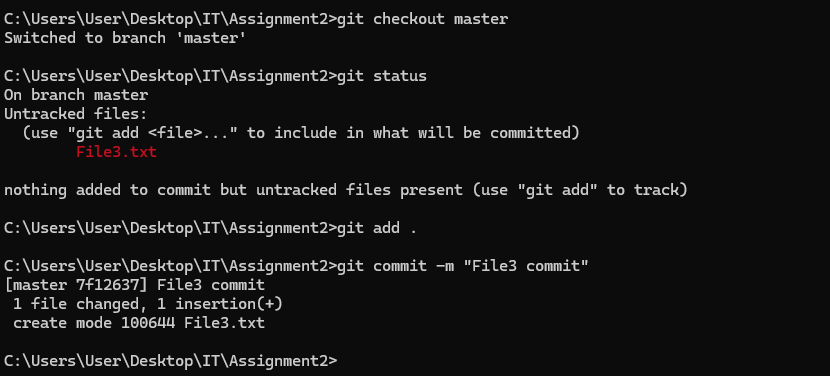 C:\Users\User\Desktop\IT\Assignment2>git checkout master
Switched to branch 'master'
C:\Users\User\Desktop\IT\Assignment2>git status
On branch master
Untracked files:
  (use "git add <file>..." to include in what will be committed)
        File3.txt
nothing added to commit but untracked files present (use "git add" to track)
C:\Users\User\Desktop\IT\Assignment2>git add .
C:\Users\User\Desktop\IT\Assignment2>git commit -m "File3 commit"
[master 7f12637] File3 commit
 1 file changed, 1 insertion(+)
 create mode 100644 File3.txt
C:\Users\User\Desktop\IT\Assignment2>